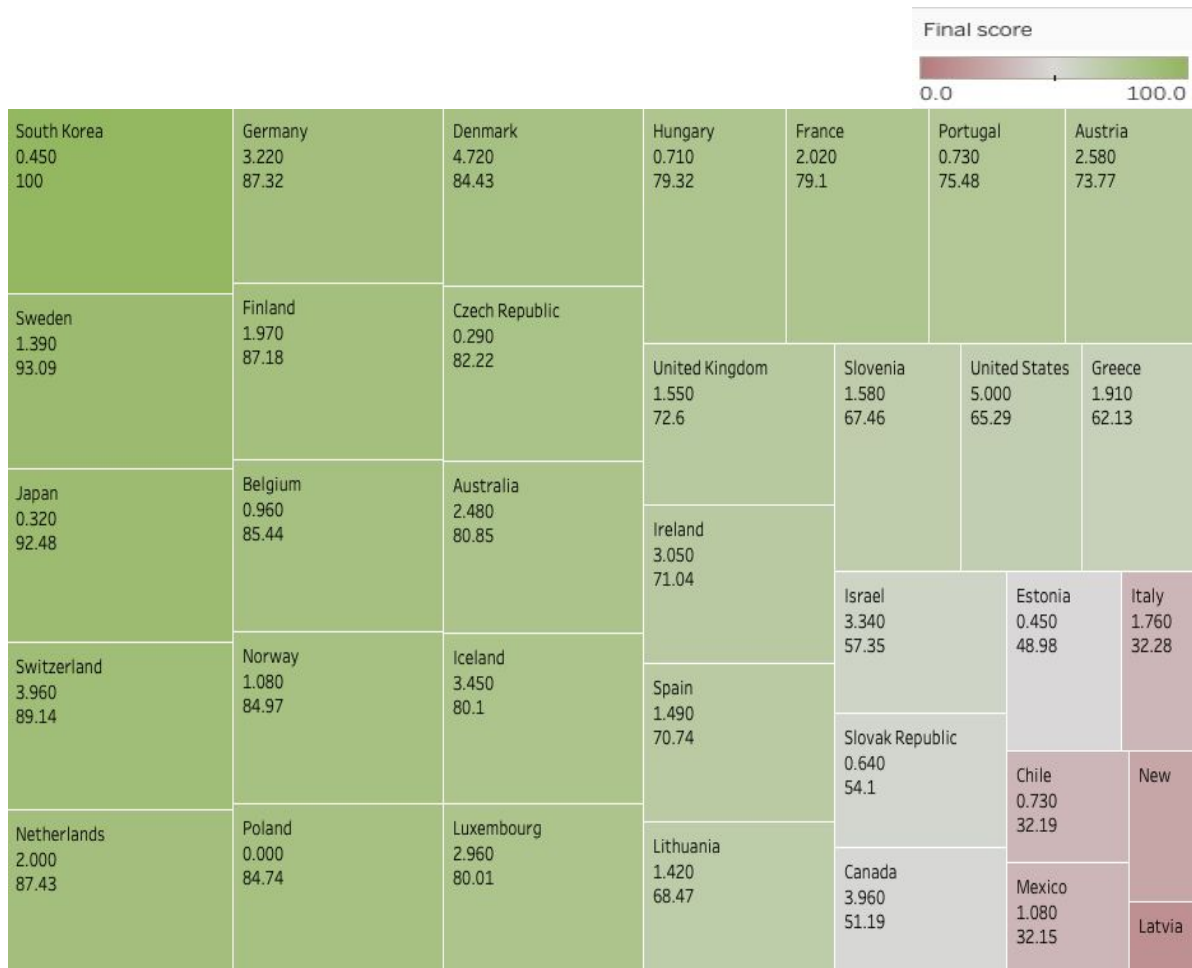 Final score
0.0
100.0
South Korea
0.450
100
Sweden
1.390
93.09
Japan
0.320
92.48
Switzerland
3.960
89.14
Netherlands
2.000
87.43
Germany
3.220
87.32
Finland
1.970
87.18
Belgium
0.960
85.44
Norway
1.080
84.97
Poland
0.000
84.74
Denmark
4.720
84.43
Czech Republic
0.290
82.22
Australia
2.480
80.85
Iceland
3.450
80.1
Luxembourg
2.960
80.01
Hungary
0.710
79.32
France
2.020
79.1
Portugal
0.730
75.48
Austria
2.580
73.77
United Kingdom
1.550
72.6
Ireland
3.050
71.04
Spain
1.490
70.74
Lithuania
1.420
68.47
Slovenia
1.580
67.46
United States
5.000
65.29
Greece
1.910
62.13
Israel
3.340
57.35
Slovak Republic
0.640
54.1
Canada
3.960
51.19
Estonia
0.450
48.98
Italy
1.760
32.28
Chile
0.730
32.19
Mexico
1.080
32.15
New
Latvia